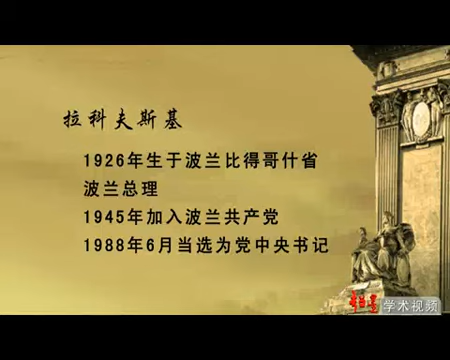 拉科夫斯基
1926年生于波兰比得哥什省
波兰总理
1945年加入波兰共产党
1988年6月当选为党中央书记
学术视频